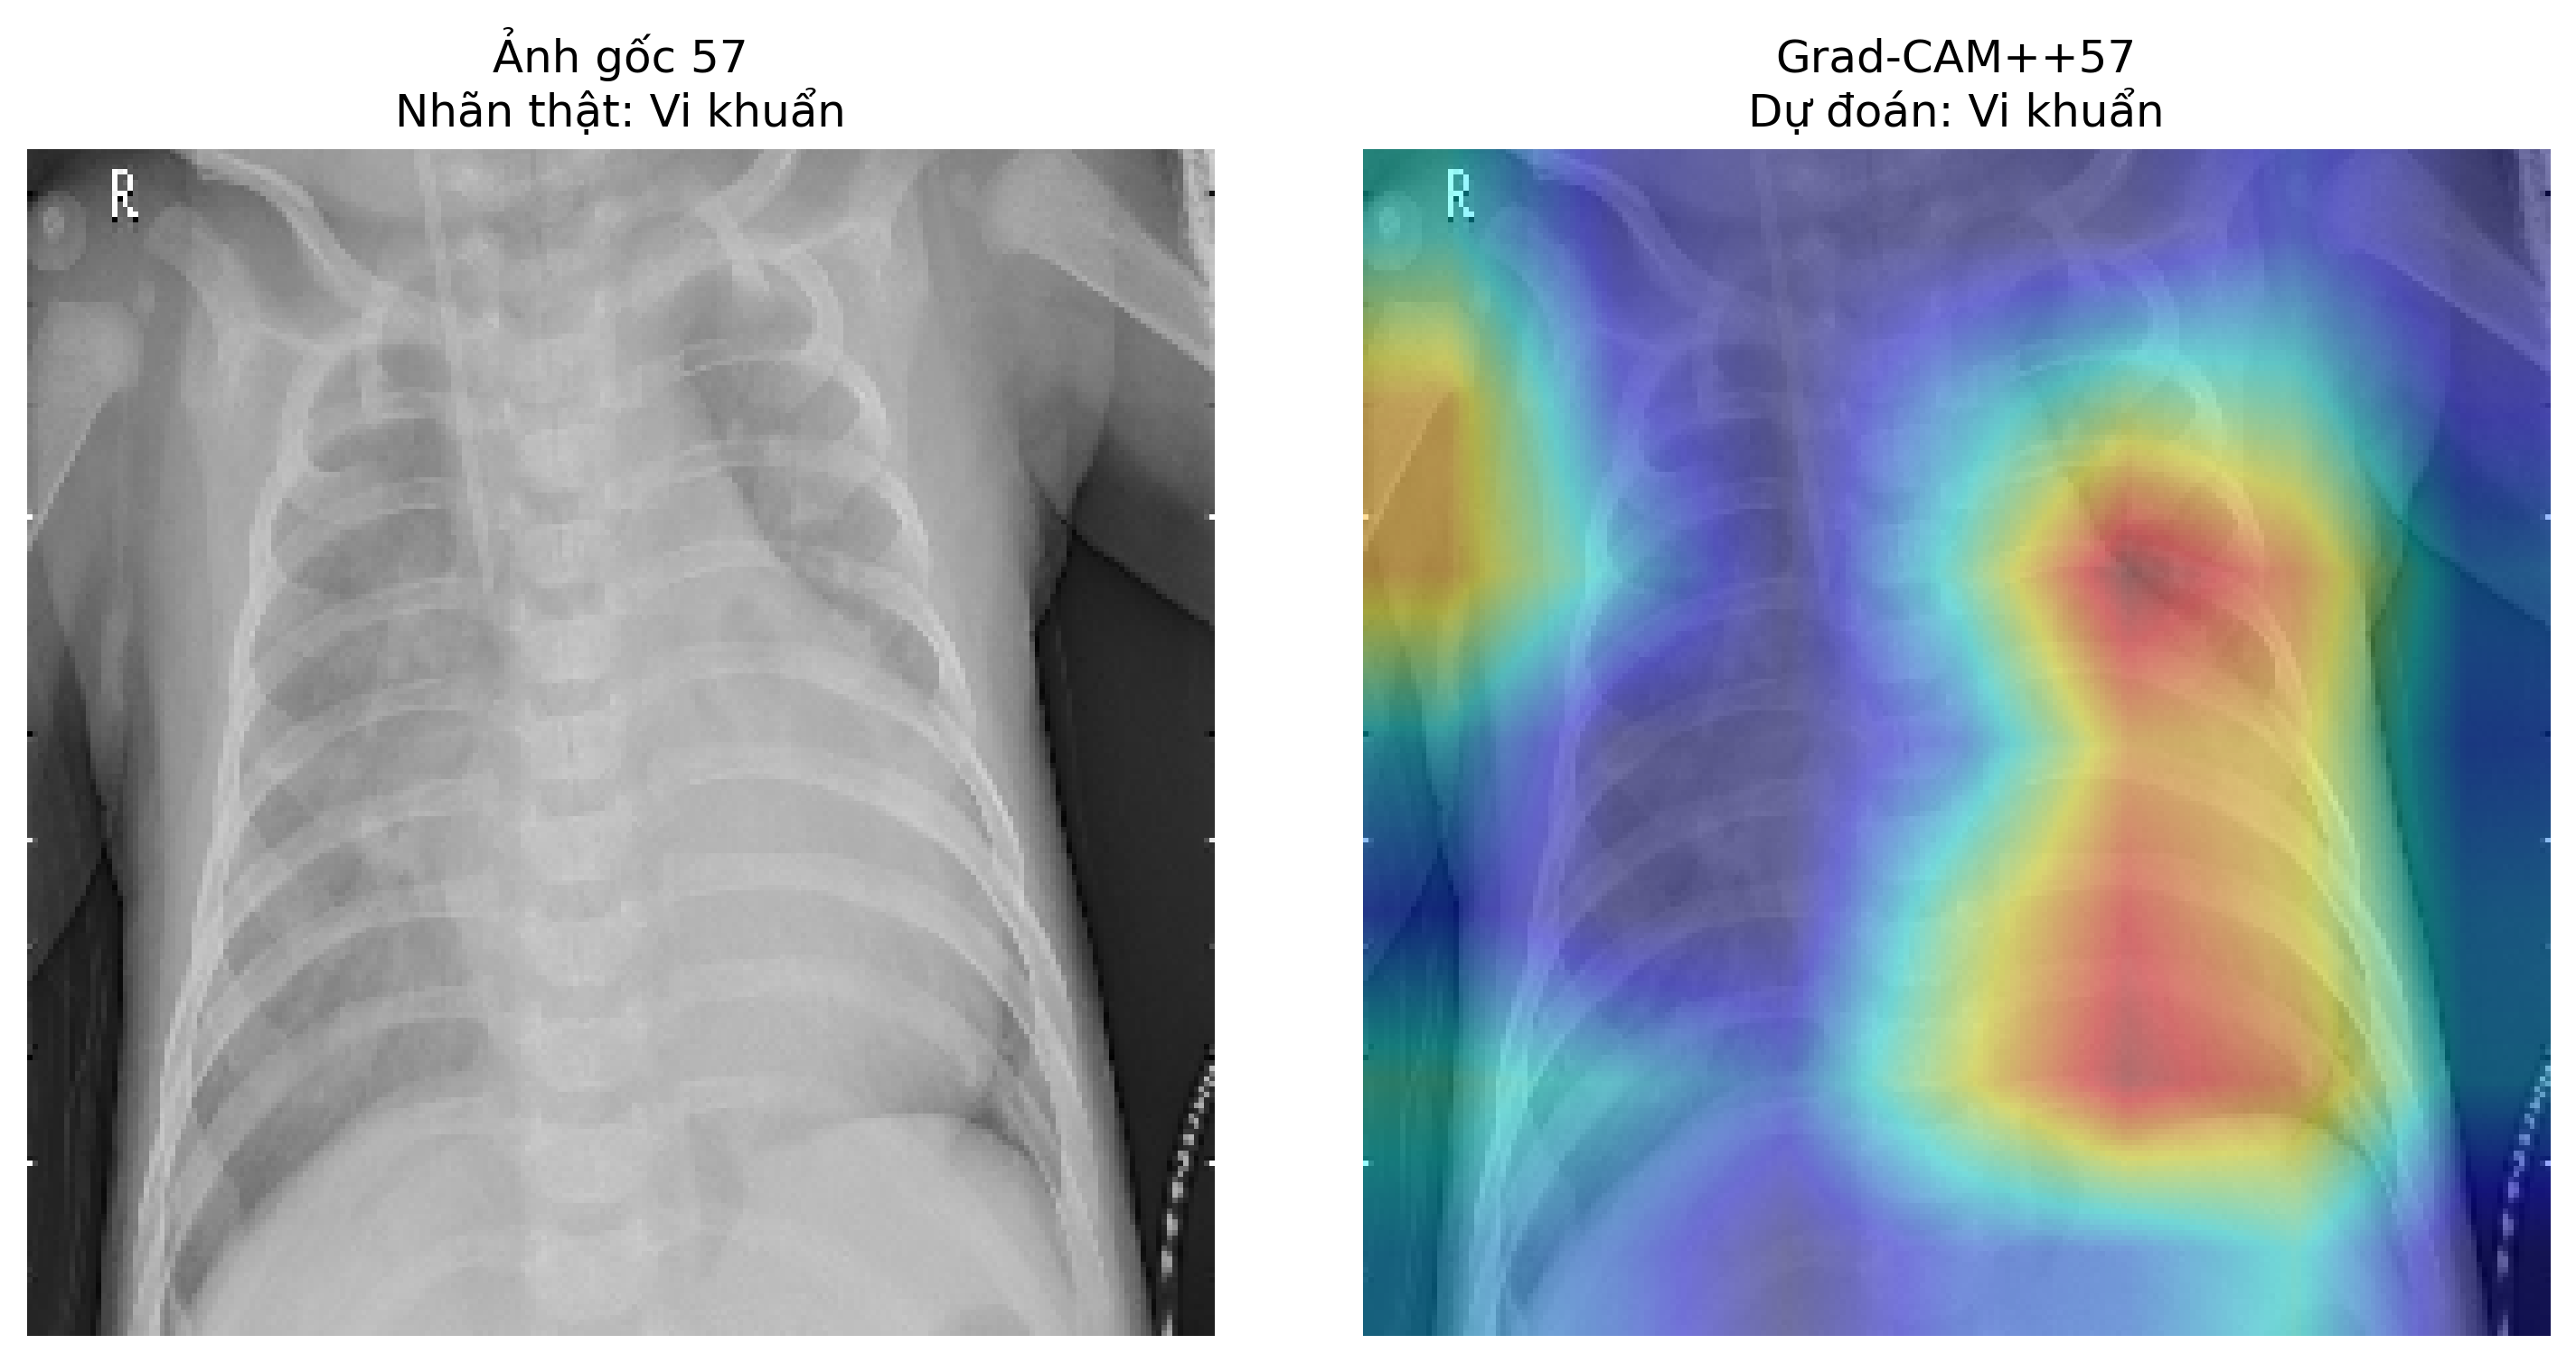 Ảnh gốc 57
Nhãn thật: Vi khuẩn
R
Grad-CAM++57
Dự đoán: Vi khuẩn
R